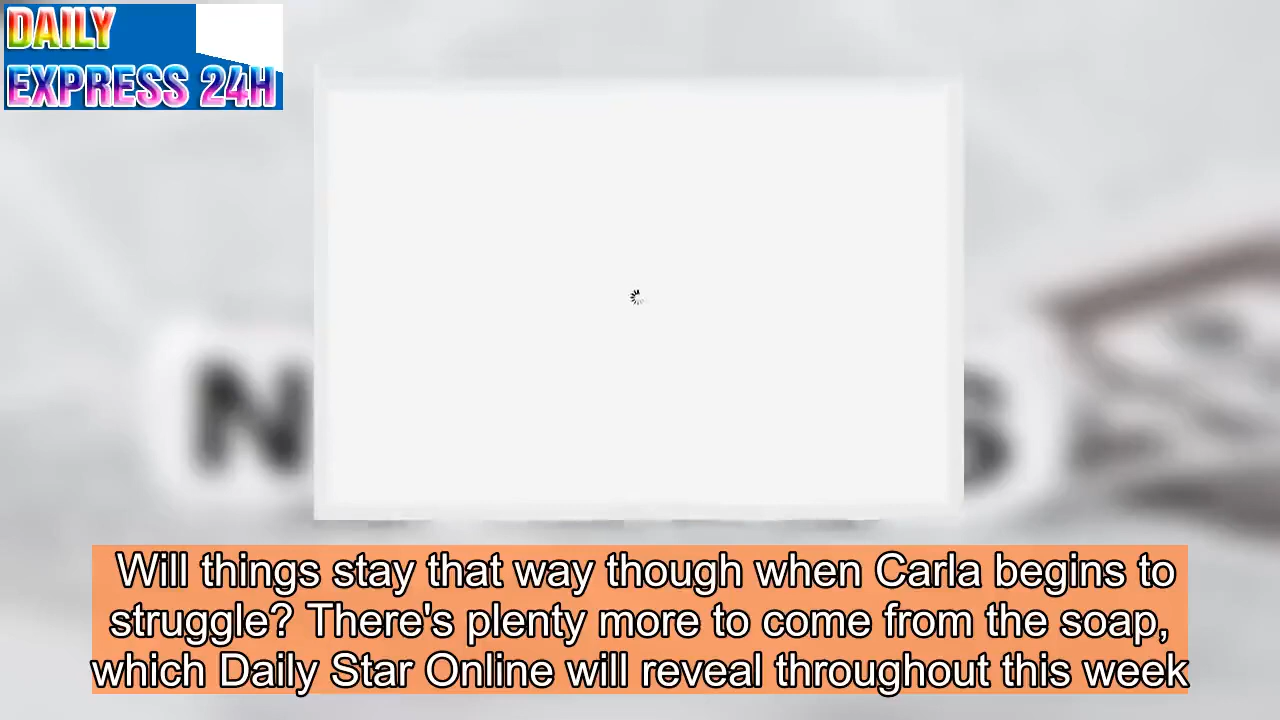 DAILY
EXPRESS 24H
Will things stay that way though when Carla begins to
struggle? There's plenty more to come from the soap,
which Daily Star Online will reveal throughout this week